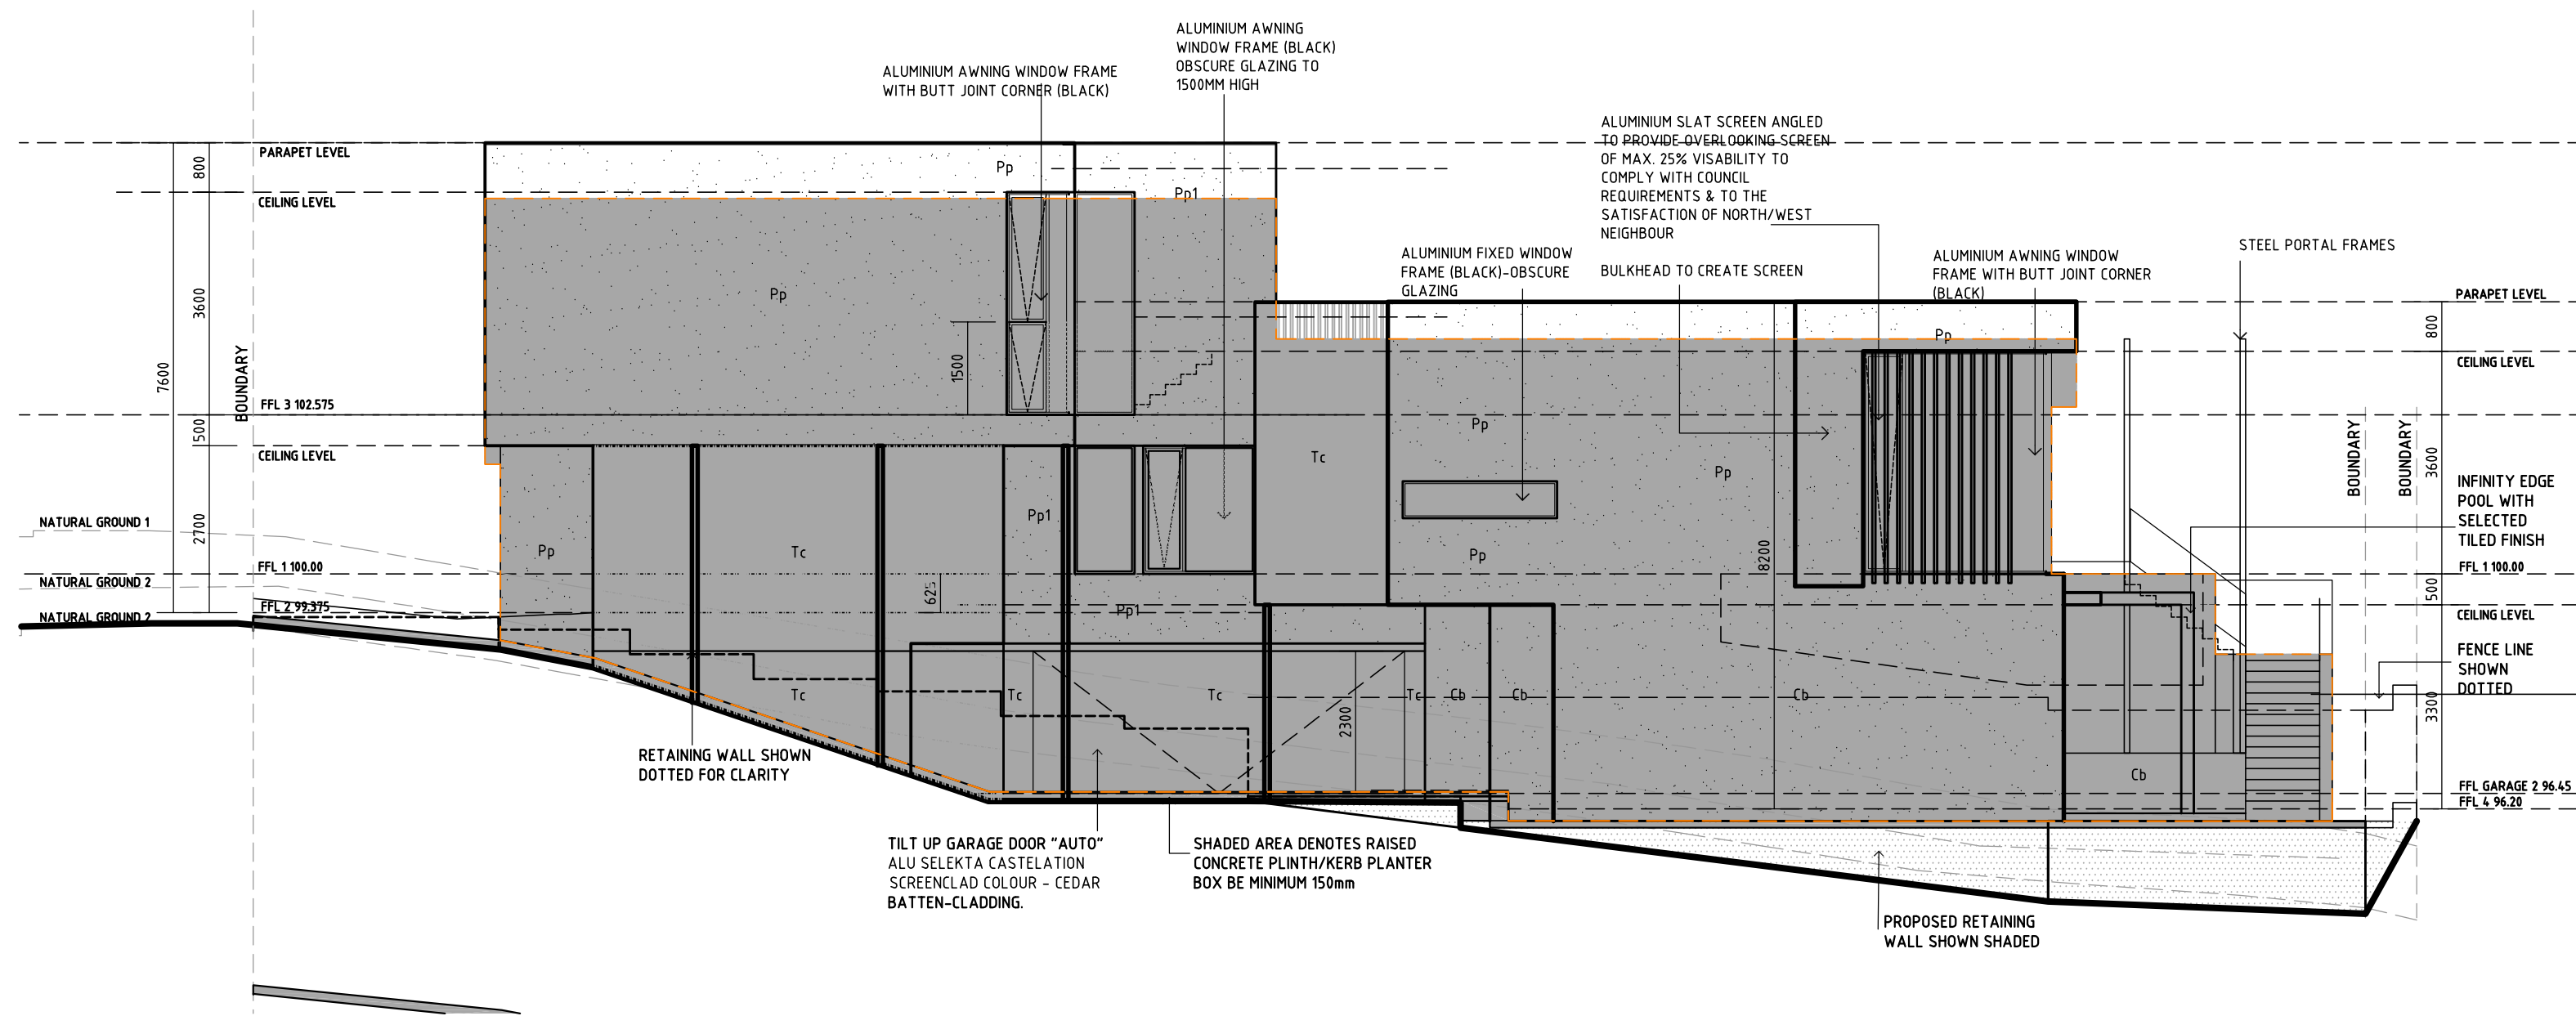 ALUMINIUM AWNING
WINDOW FRAME (BLACK)
OBSCURE GLAZING TO
1500MM HIGH
ALUMINIUM AWNING WINDOW FRAME
WITH BUTT JOINT CORNER (BLACK)
ALUMINIUM SLAT SCREEN ANGLED
TO PROVIDE OVERLOOKING SCREEN
OF MAX. 25% VISABILITY TO
COMPLY WITH COUNCIL
REQUIREMENTS & TO THE
SATISFACTION OF NORTH/WEST
NEIGHBOUR
BULKHEAD TO CREATE SCREEN
ALUMINIUM FIXED WINDOW
FRAME (BLACK)-OBSCURE
GLAZING
ALUMINIUM AWNING WINDOW
FRAME WITH BUTT JOINT CORNER
(BLACK)
STEEL PORTAL FRAMES
PARAPET LEVEL
CEILING LEVEL
FFL 3 102.575
CEILING LEVEL
FFL 1 100.00
FFL 2 99.375
NATURAL GROUND 1
NATURAL GROUND 2
NATURAL GROUND 2
BOUNDARY
800
3600
7600
1500
2700
Pp
Pp1
Pp
1500
Pp
Tc
Pp1
625
Pp1
Tc
Tc
Tc
Tc
2300
Tc
Pp
Pp
Pp
Pp
8200
Cb
Cb
Cb
Cb
PARAPET LEVEL
800
CEILING LEVEL
3600
BOUNDARY
BOUNDARY
INFINITY EDGE
POOL WITH
SELECTED
TILED FINISH
FFL 1 100.00
500
CEILING LEVEL
FENCE LINE
SHOWN
DOTTED
3300
FFL GARAGE 2 96.45
FFL 4 96.20
RETAINING WALL SHOWN
DOTTED FOR CLARITY
TILT UP GARAGE DOOR "AUTO"
ALU SELEKTA CASTELATION
SCREENCLAD COLOUR - CEDAR
BATTEN-CLADDING.
SHADED AREA DENOTES RAISED
CONCRETE PLINTH/KERB PLANTER
BOX BE MINIMUM 150mm
PROPOSED RETAINING
WALL SHOWN SHADED